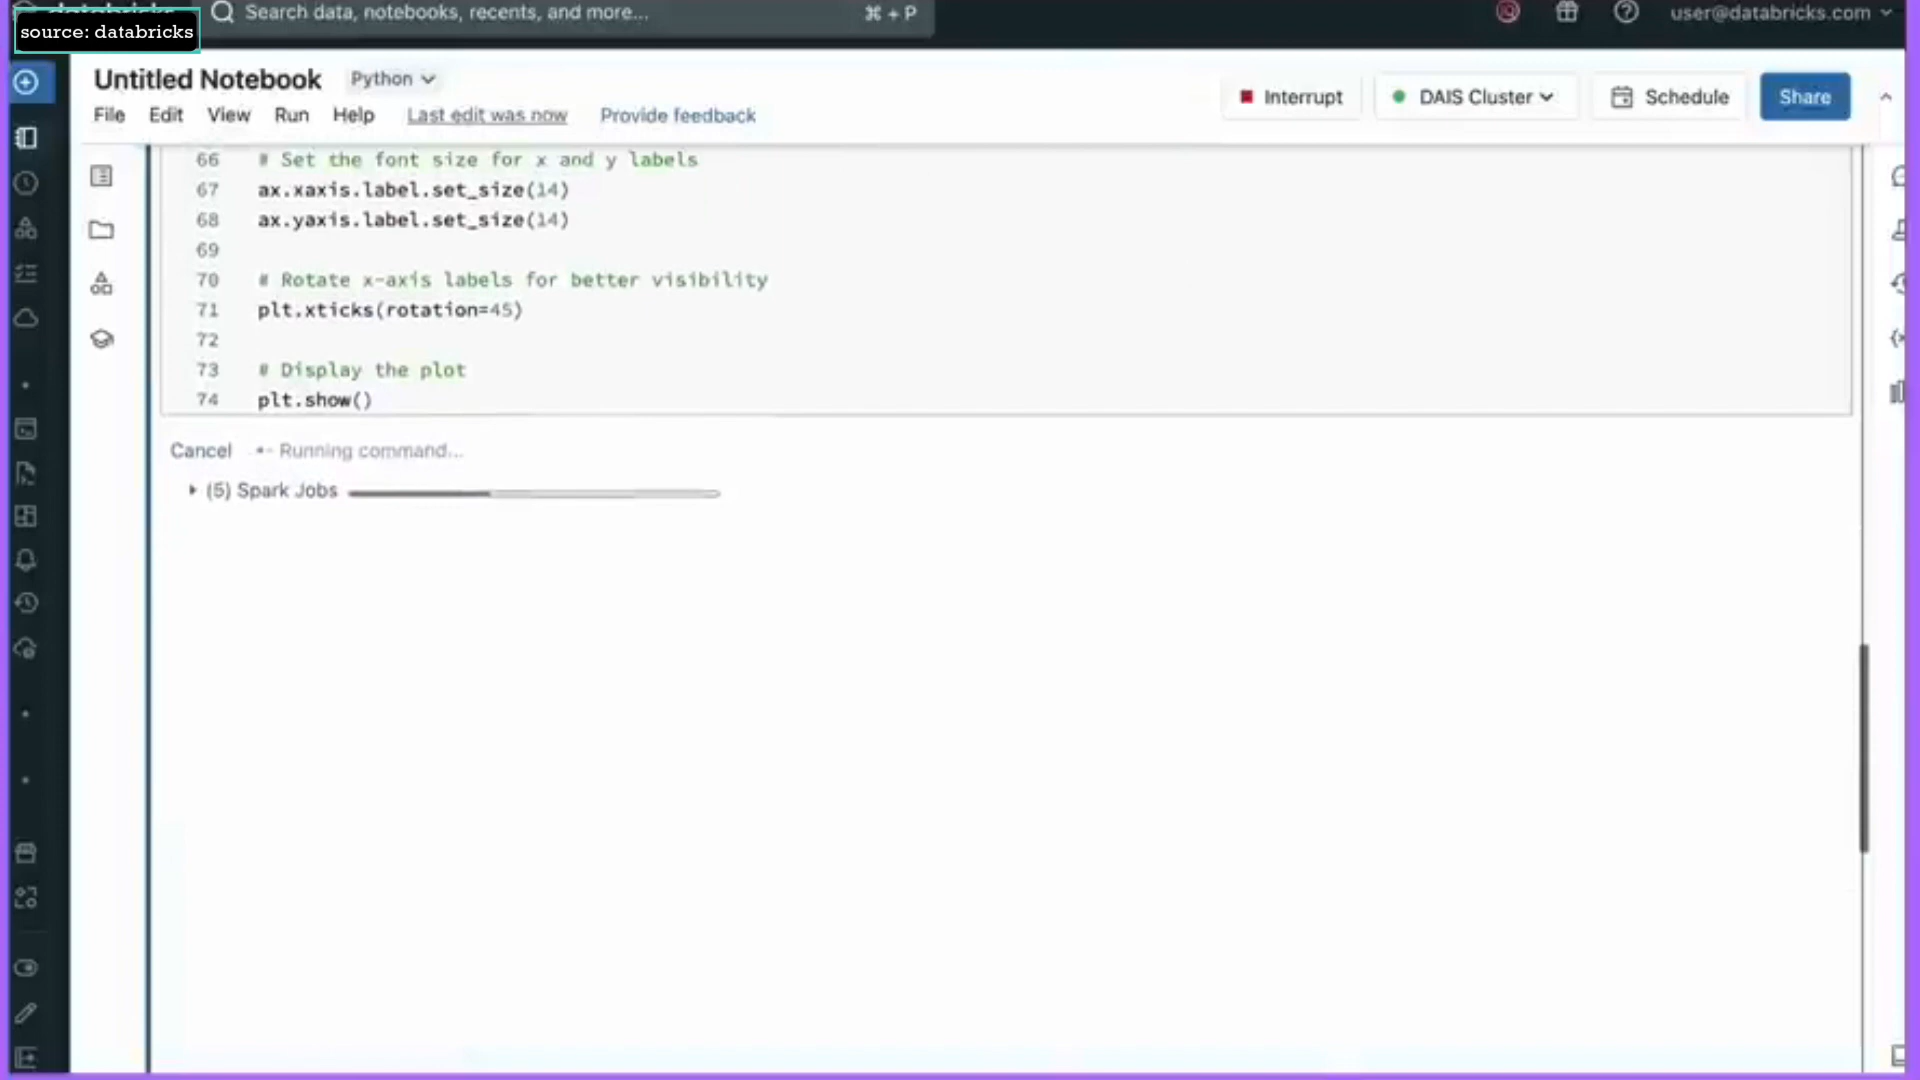 databricks
Search data, notebooks, recents, and more...
⌘ + P
user@databricks.com
source: databricks
Untitled Notebook
Python
Interrupt
DAIS Cluster
Schedule
Share
File
Edit
View
Run
Help
Last edit was now
Provide feedback
66 # Set the font size for x and y labels
67 ax.xaxis.label.set_size(14)
68 ax.yaxis.label.set_size(14)
69
70 # Rotate x-axis labels for better visibility
71 plt.xticks(rotation=45)
72
73 # Display the plot
74 plt.show()
Cancel
Running command...
(5) Spark Jobs